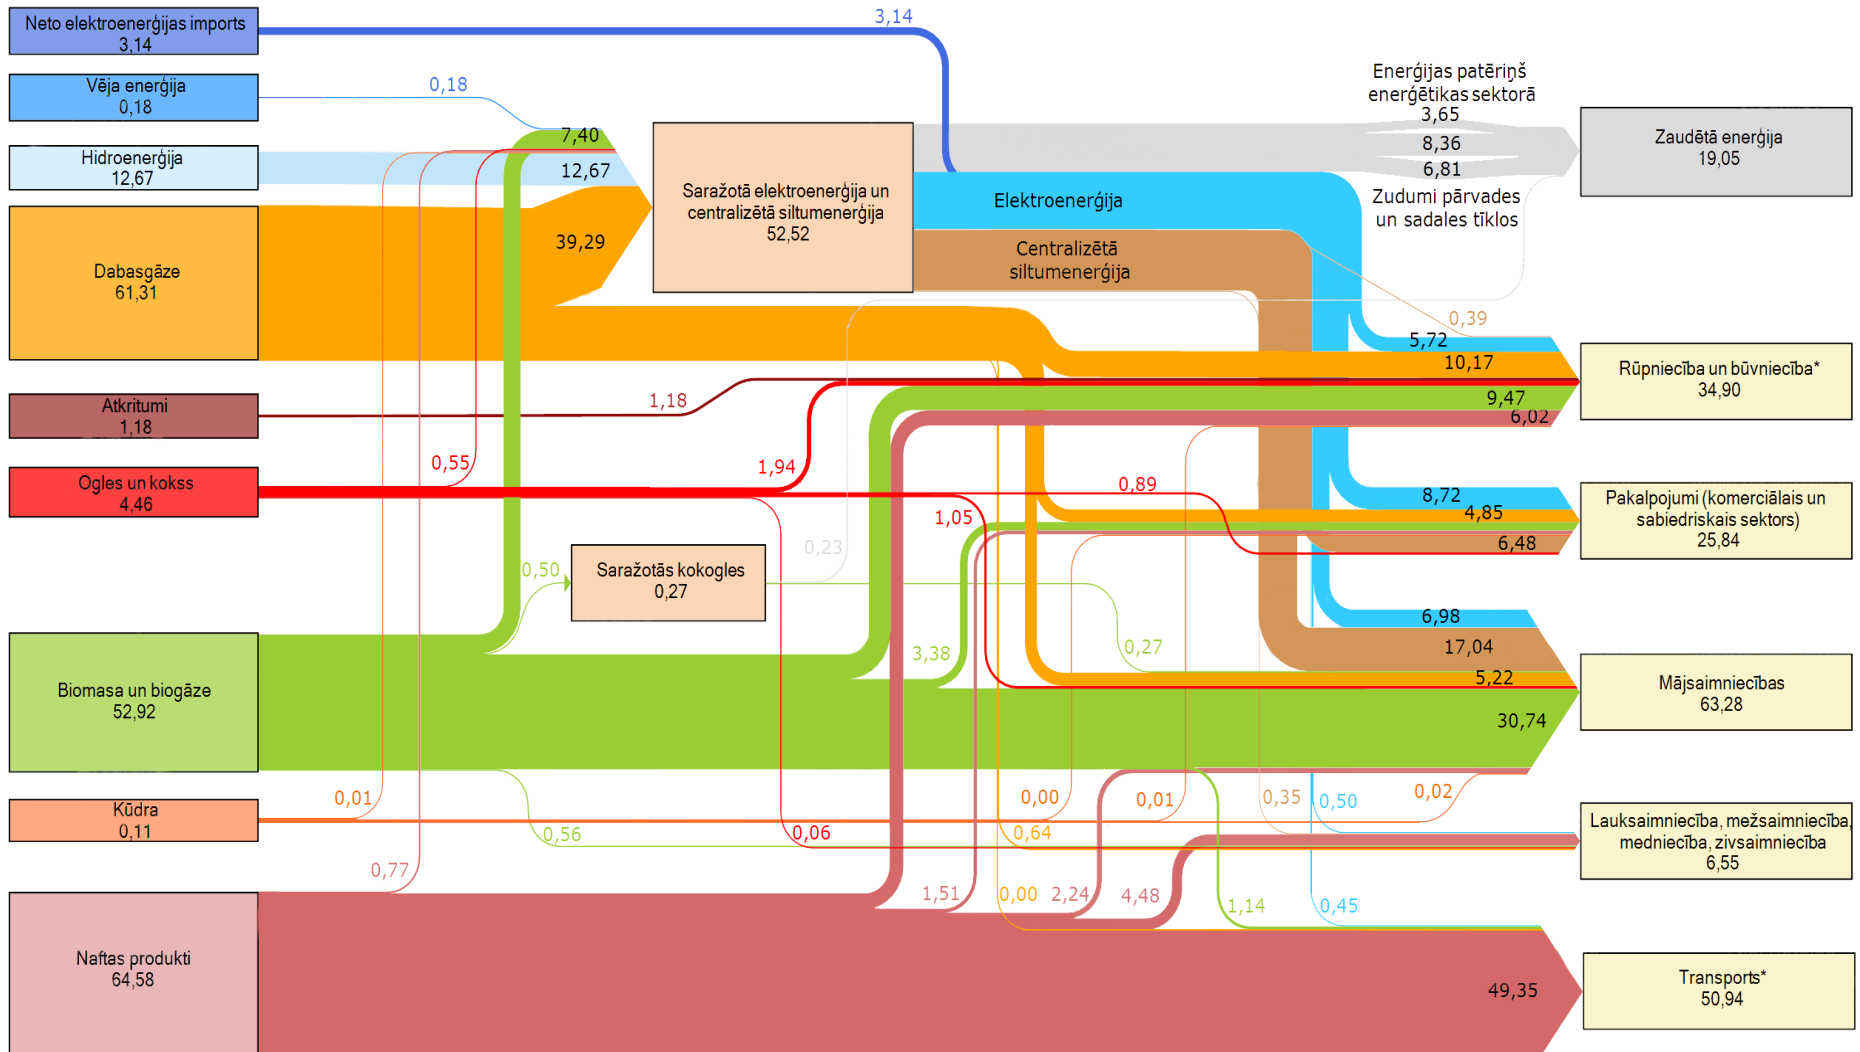 Neto elektroenerģijas imports
3,14
3,14
Vēja enerģija
0,18
0,18
Hidroenerģija
12,67
7,40
12,67
Dabasgāze
61,31
39,29
Saražotā elektroenerģija un
centralizētā siltumenerģija
52,52
Elektroenerģija
Centralizētā
siltumenerģija
Enerģijas patēriņš
enerģētikas sektorā
3,65
8,36
6,81
Zudumi pārvades
un sadales tīklos
Zaudētā enerģija
19,05
Atkritumi
1,18
1,18
Ogles un kokss
4,46
0,55
1,94
0,89
1,05
0,39
5,72
10,17
9,47
6,02
Rūpniecība un būvniecība*
34,90
8,72
4,85
6,48
Pakalpojumi (komerciālais un
sabiedriskais sektors)
25,84
0,50
Saražotās kokogles
0,27
0,23
3,38
0,27
Biomasa un biogāze
52,92
6,98
17,04
5,22
30,74
Mājsaimniecības
63,28
Kūdra
0,11
0,01
0,56
0,06
0,00
0,64
0,01
0,35
0,50
0,02
Lauksaimniecība, mežsaimniecība,
medniecība, zivsaimniecība
6,55
0,77
1,51
0,00
2,24
4,48
1,14
0,45
Naftas produkti
64,58
49,35
Transports*
50,94